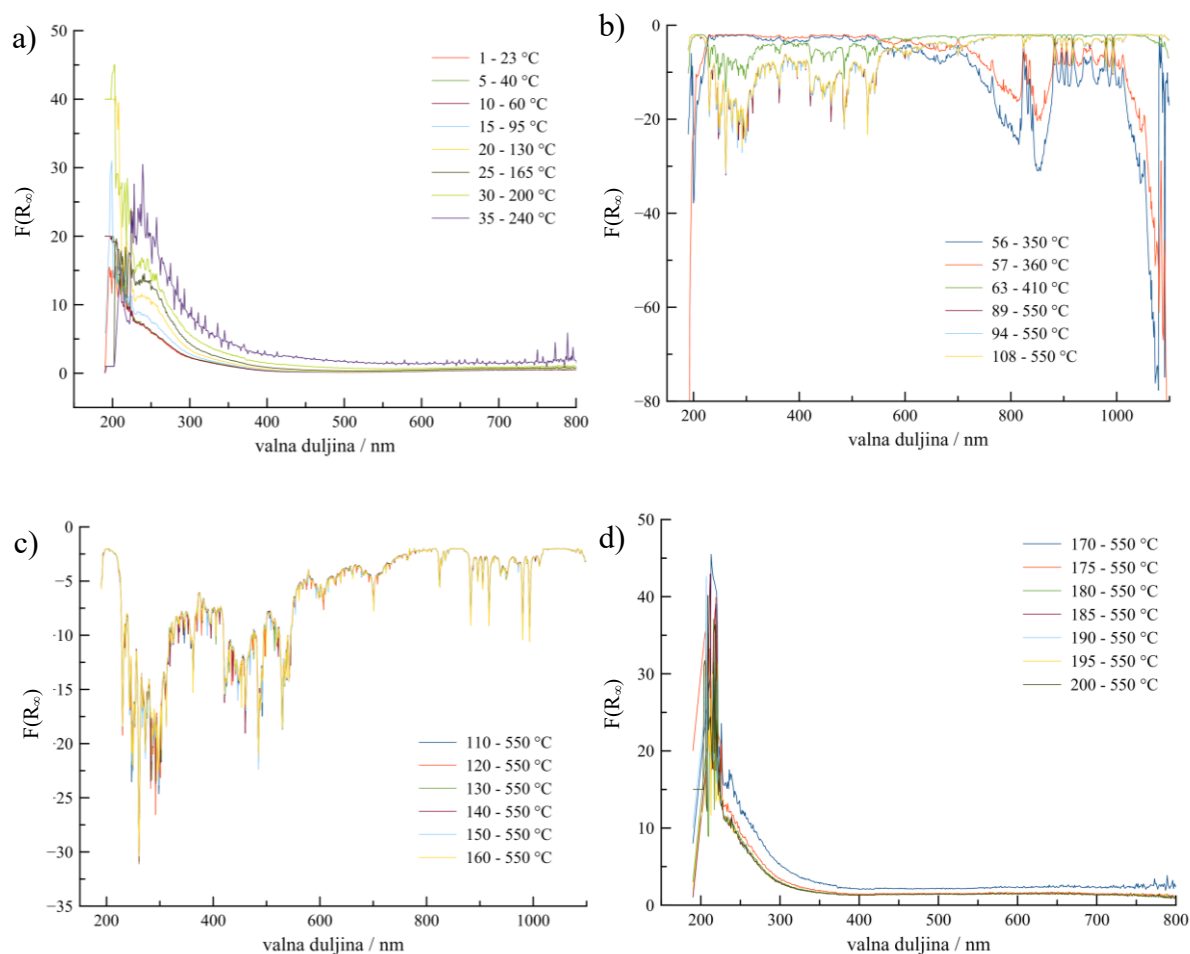 a)
50
40
30
20
10
0
F(R∞)
200 300 400 500 600 700 800
valna duljina / nm
1 - 23 °C
5 - 40 °C
10 - 60 °C
15 - 95 °C
20 - 130 °C
25 - 165 °C
30 - 200 °C
35 - 240 °C
b)
−0
−20
−40
−60
−80
F(R∞)
200 400 600 800 1000
valna duljina / nm
56 - 350 °C
57 - 360 °C
63 - 410 °C
89 - 550 °C
94 - 550 °C
108 - 550 °C
c)
0
−5
−10
−15
−20
−25
−30
−35
F(R∞)
200 400 600 800 1000
valna duljina / nm
110 - 550 °C
120 - 550 °C
130 - 550 °C
140 - 550 °C
150 - 550 °C
160 - 550 °C
d)
50
40
30
20
10
0
F(R∞)
200 300 400 500 600 700 800
valna duljina / nm
170 - 550 °C
175 - 550 °C
180 - 550 °C
185 - 550 °C
190 - 550 °C
195 - 550 °C
200 - 550 °C